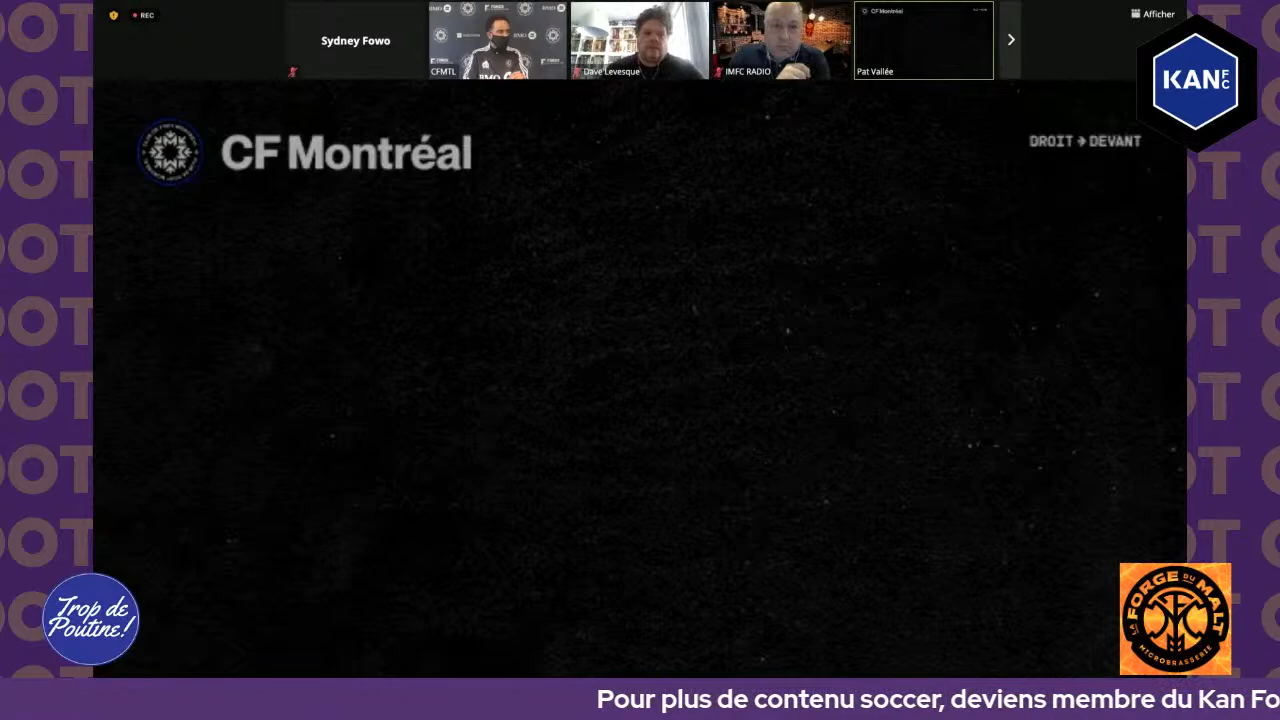 REC
Sydney Fowo
CFMTL
Dave Levesque
IMFC RADIO
CF Montréal
Pat Vallée
Afficher
KAN FC
CF Montréal
DROIT → DEVANT
Trop de
Poutine!
LA FORGE DU MALT
MICROBRASSERIE
Pour plus de contenu soccer, deviens membre du Kan Fo